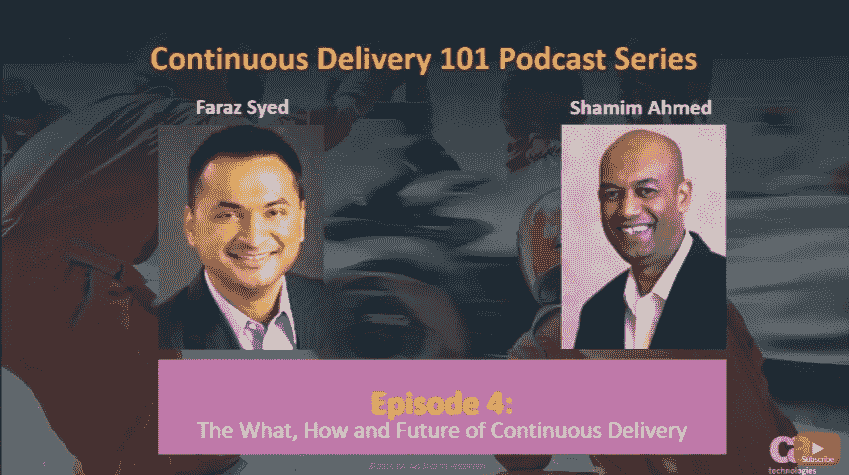 Continuous Delivery 101 Podcast Series
Faraz Syed
Shamim Ahmed
Episode 4:
The What, How and Future of Continuous Delivery
Subscribe
technologies